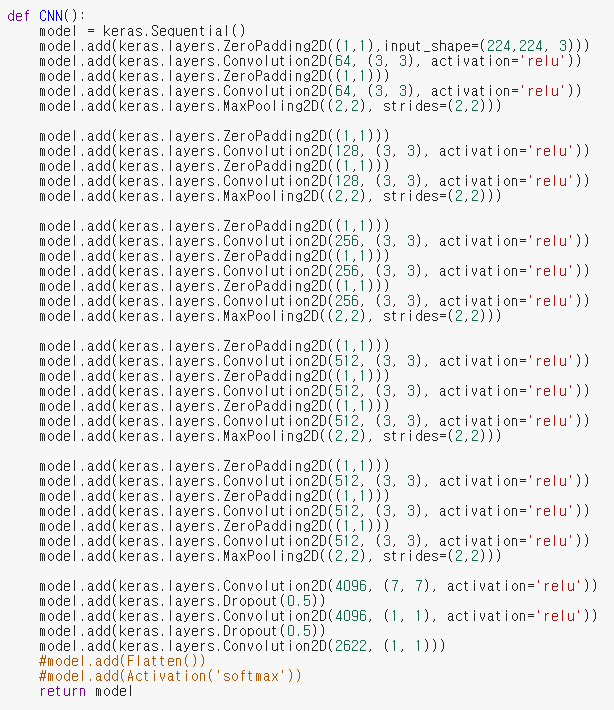 def CNN():
    model = keras.Sequential()
    model.add(keras.layers.ZeroPadding2D((1,1),input_shape=(224,224, 3)))
    model.add(keras.layers.Convolution2D(64, (3, 3), activation='relu'))
    model.add(keras.layers.ZeroPadding2D((1,1)))
    model.add(keras.layers.Convolution2D(64, (3, 3), activation='relu'))
    model.add(keras.layers.MaxPooling2D((2,2), strides=(2,2)))

    model.add(keras.layers.ZeroPadding2D((1,1)))
    model.add(keras.layers.Convolution2D(128, (3, 3), activation='relu'))
    model.add(keras.layers.ZeroPadding2D((1,1)))
    model.add(keras.layers.Convolution2D(128, (3, 3), activation='relu'))
    model.add(keras.layers.MaxPooling2D((2,2), strides=(2,2)))

    model.add(keras.layers.ZeroPadding2D((1,1)))
    model.add(keras.layers.Convolution2D(256, (3, 3), activation='relu'))
    model.add(keras.layers.ZeroPadding2D((1,1)))
    model.add(keras.layers.Convolution2D(256, (3, 3), activation='relu'))
    model.add(keras.layers.ZeroPadding2D((1,1)))
    model.add(keras.layers.Convolution2D(256, (3, 3), activation='relu'))
    model.add(keras.layers.MaxPooling2D((2,2), strides=(2,2)))

    model.add(keras.layers.ZeroPadding2D((1,1)))
    model.add(keras.layers.Convolution2D(512, (3, 3), activation='relu'))
    model.add(keras.layers.ZeroPadding2D((1,1)))
    model.add(keras.layers.Convolution2D(512, (3, 3), activation='relu'))
    model.add(keras.layers.ZeroPadding2D((1,1)))
    model.add(keras.layers.Convolution2D(512, (3, 3), activation='relu'))
    model.add(keras.layers.MaxPooling2D((2,2), strides=(2,2)))

    model.add(keras.layers.ZeroPadding2D((1,1)))
    model.add(keras.layers.Convolution2D(512, (3, 3), activation='relu'))
    model.add(keras.layers.ZeroPadding2D((1,1)))
    model.add(keras.layers.Convolution2D(512, (3, 3), activation='relu'))
    model.add(keras.layers.ZeroPadding2D((1,1)))
    model.add(keras.layers.Convolution2D(512, (3, 3), activation='relu'))
    model.add(keras.layers.MaxPooling2D((2,2), strides=(2,2)))

    model.add(keras.layers.Convolution2D(4096, (7, 7), activation='relu'))
    model.add(keras.layers.Dropout(0.5))
    model.add(keras.layers.Convolution2D(4096, (1, 1), activation='relu'))
    model.add(keras.layers.Dropout(0.5))
    model.add(keras.layers.Convolution2D(2622, (1, 1)))
    #model.add(Flatten())
    #model.add(Activation('softmax'))
    return model